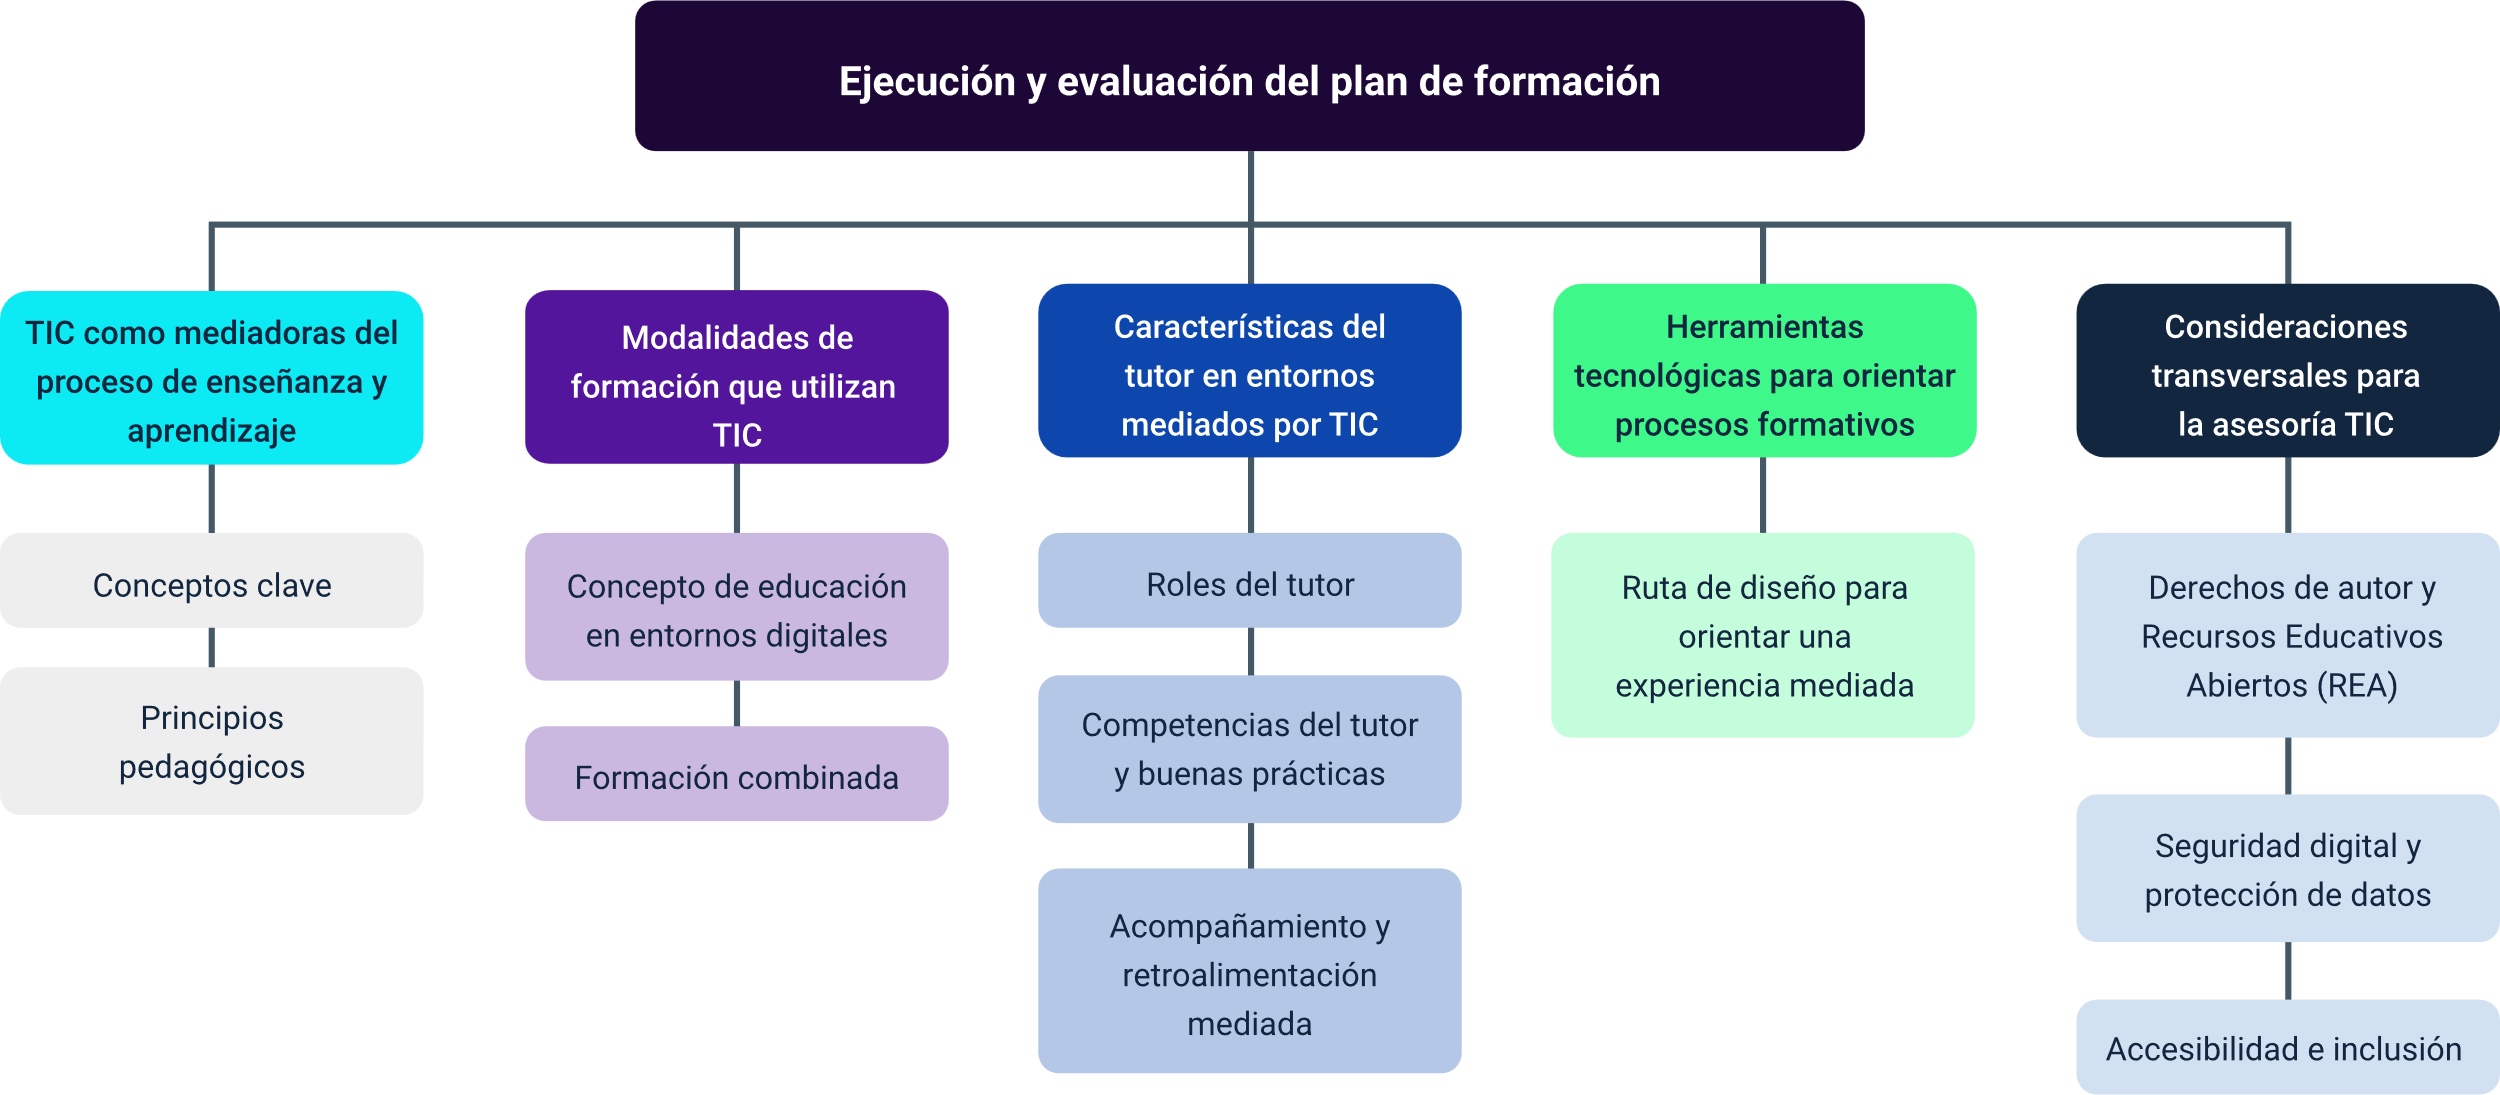 Ejecución y evaluación del plan de formación
TIC como mediadoras del
proceso de enseñanza y
aprendizaje
Conceptos clave
Principios
pedagógicos
Modalidades de
formación que utilizan
TIC
Concepto de educación
en entornos digitales
Formación combinada
Características del
tutor en entornos
mediados por TIC
Roles del tutor
Competencias del tutor
y buenas prácticas
Acompañamiento y
retroalimentación
mediada
Herramientas
tecnológicas para orientar
procesos formativos
Ruta de diseño para
orientar una
experiencia mediada
Consideraciones
transversales para
la asesoría TIC
Derechos de autor y
Recursos Educativos
Abiertos (REA)
Seguridad digital y
protección de datos
Accesibilidad e inclusión